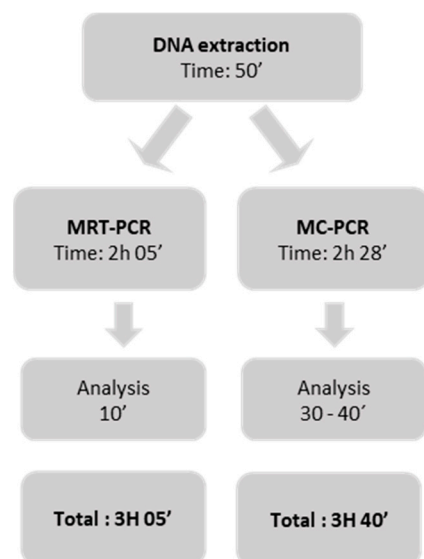 DNA extraction
Time: 50’
MRT-PCR
Time: 2h 05’
MC-PCR
Time: 2h 28’
Analysis
10’
Analysis
30 - 40´
Total : 3H 05’
Total : 3H 40’